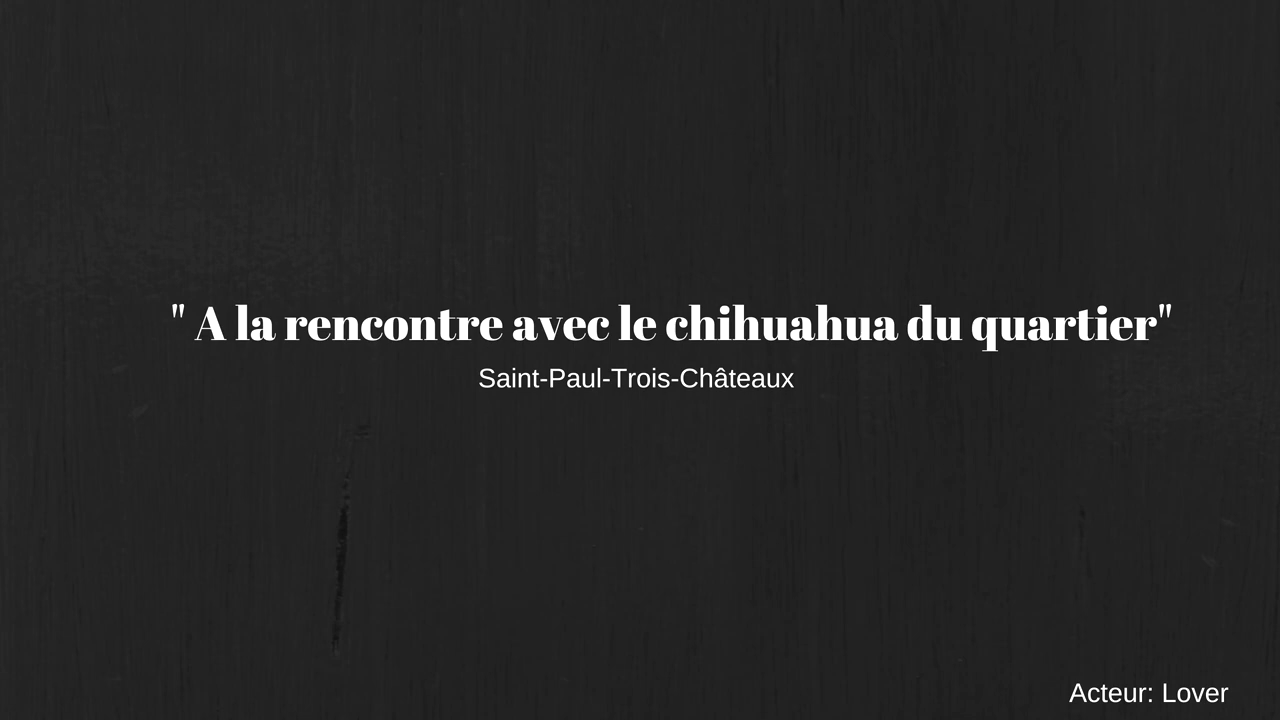 " A la rencontre avec le chihuahua du quartier"
Saint-Paul-Trois-Châteaux
Acteur: Lover